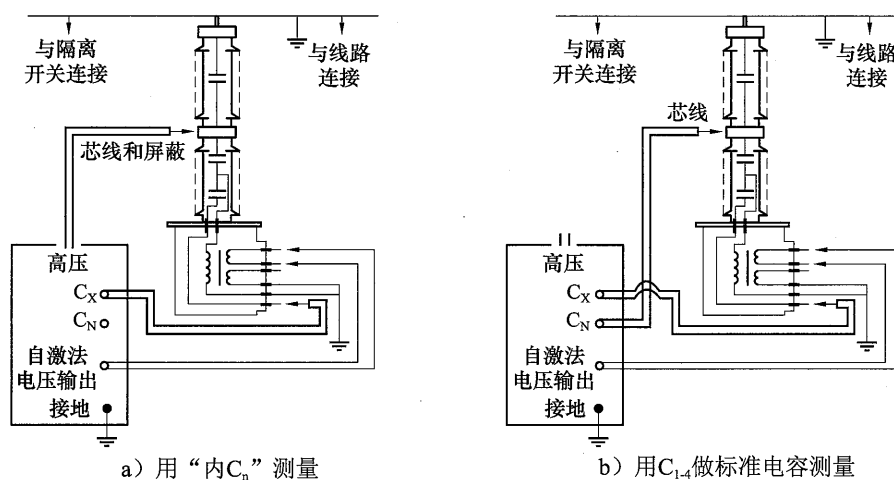 与隔离
开关连接
与线路
连接
芯线和屏蔽
高压
Cx
CN
自激法
电压输出
接地
a）用“内Cn”测量
与隔离
开关连接
与线路
连接
芯线
高压
Cx
CN
自激法
电压输出
接地
b）用C1-4做标准电容测量